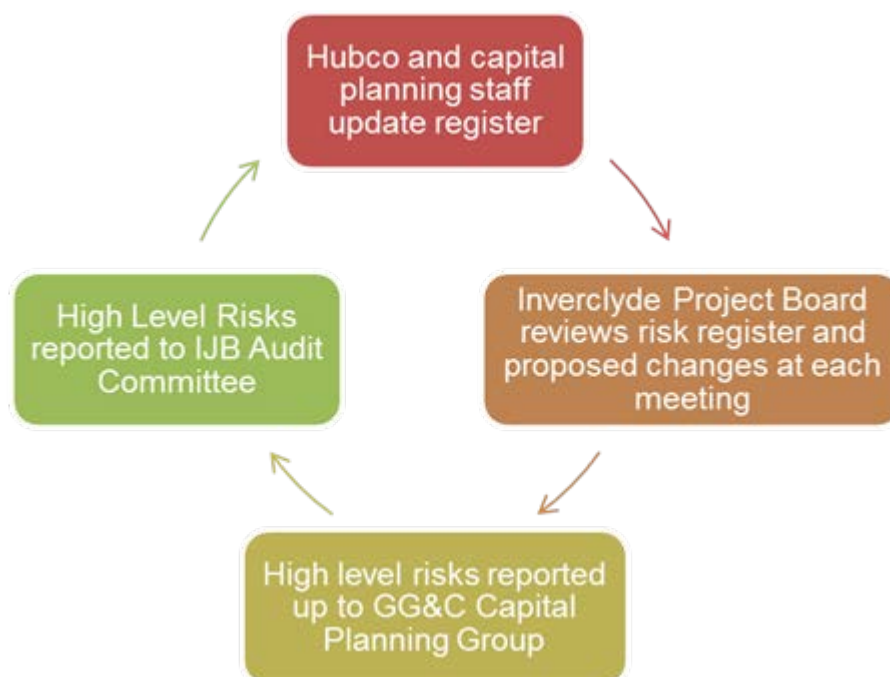 Hubco and capital
planning staff
update register
Inverclyde Project Board
reviews risk register and
proposed changes at each
meeting
High level risks reported
up to GG&C Capital
Planning Group
High Level Risks
reported to IJB Audit
Committee